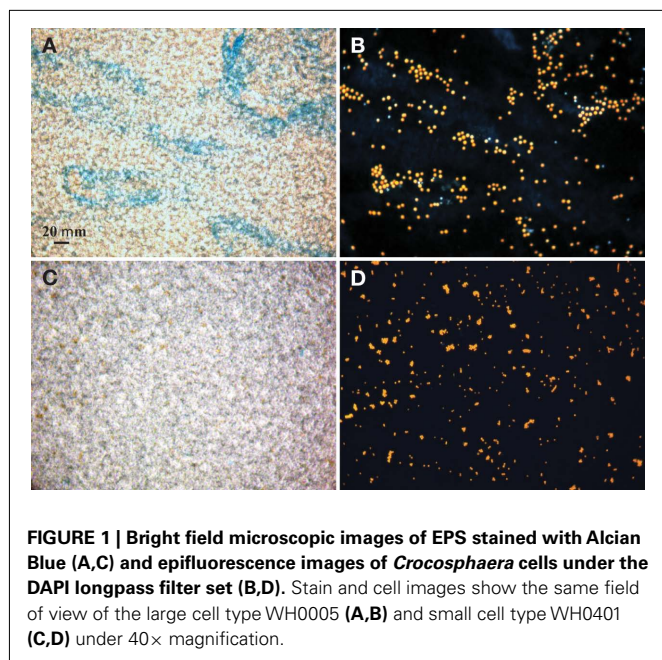 A
B
20 mm
C
D
FIGURE 1 | Bright field microscopic images of EPS stained with Alcian
Blue (A,C) and epifluorescence images of Crocosphaera cells under the
DAPI longpass filter set (B,D). Stain and cell images show the same field
of view of the large cell type WH0005 (A,B) and small cell type WH0401
(C,D) under 40× magnification.